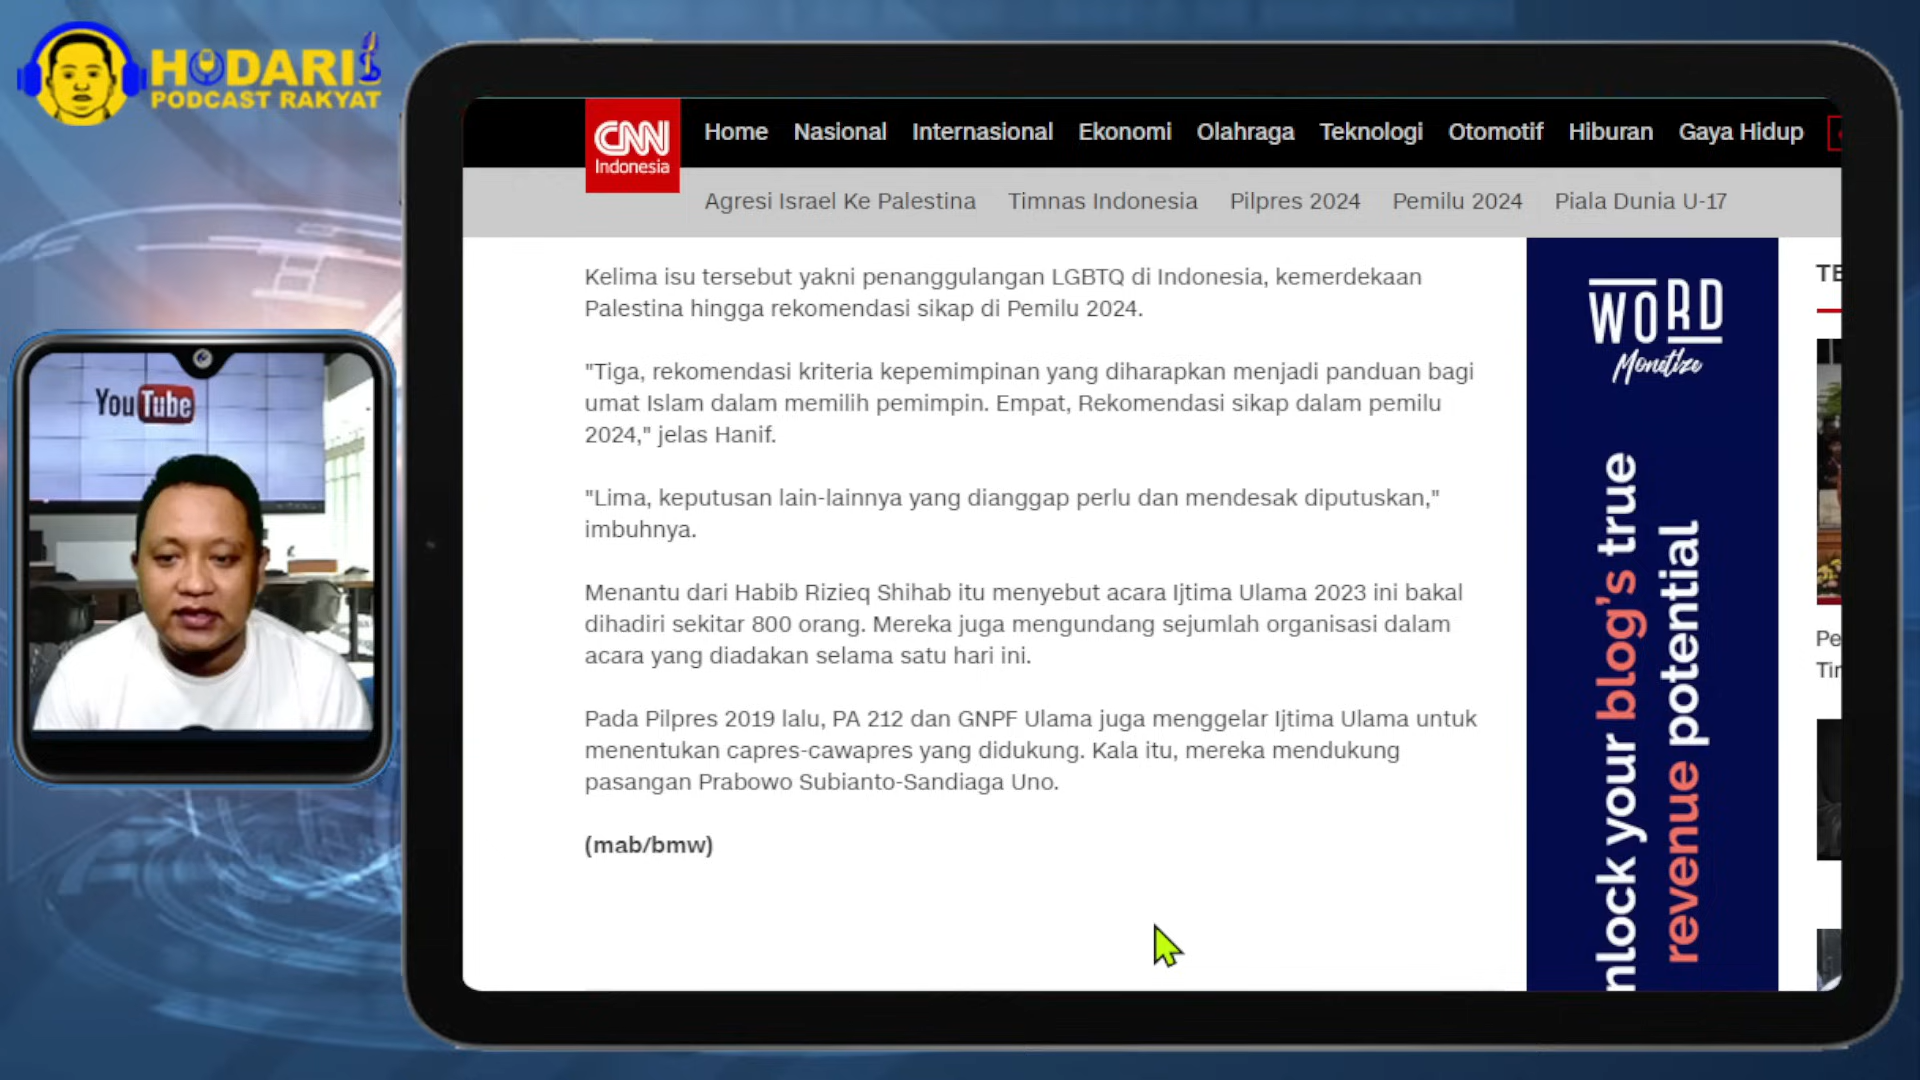 HODARI
PODCAST RAKYAT
YouTube
CNN
Indonesia
Home Nasional Internasional Ekonomi Olahraga Teknologi Otomotif Hiburan Gaya Hidup
Agresi Israel Ke Palestina Timnas Indonesia Pilpres 2024 Pemilu 2024 Piala Dunia U-17
Kelima isu tersebut yakni penanggulangan LGBTQ di Indonesia, kemerdekaan
Palestina hingga rekomendasi sikap di Pemilu 2024.
"Tiga, rekomendasi kriteria kepemimpinan yang diharapkan menjadi panduan bagi
umat Islam dalam memilih pemimpin. Empat, Rekomendasi sikap dalam pemilu
2024," jelas Hanif.
"Lima, keputusan lain-lainnya yang dianggap perlu dan mendesak diputuskan,"
imbuhnya.
Menantu dari Habib Rizieq Shihab itu menyebut acara Ijtima Ulama 2023 ini bakal
dihadiri sekitar 800 orang. Mereka juga mengundang sejumlah organisasi dalam
acara yang diadakan selama satu hari ini.
Pada Pilpres 2019 lalu, PA 212 dan GNPF Ulama juga menggelar Ijtima Ulama untuk
menentukan capres-cawapres yang didukung. Kala itu, mereka mendukung
pasangan Prabowo Subianto-Sandiaga Uno.
(mab/bmw)
WORD
Monetize
nlock your blog's true
revenue potential
TE
Pe
Tir